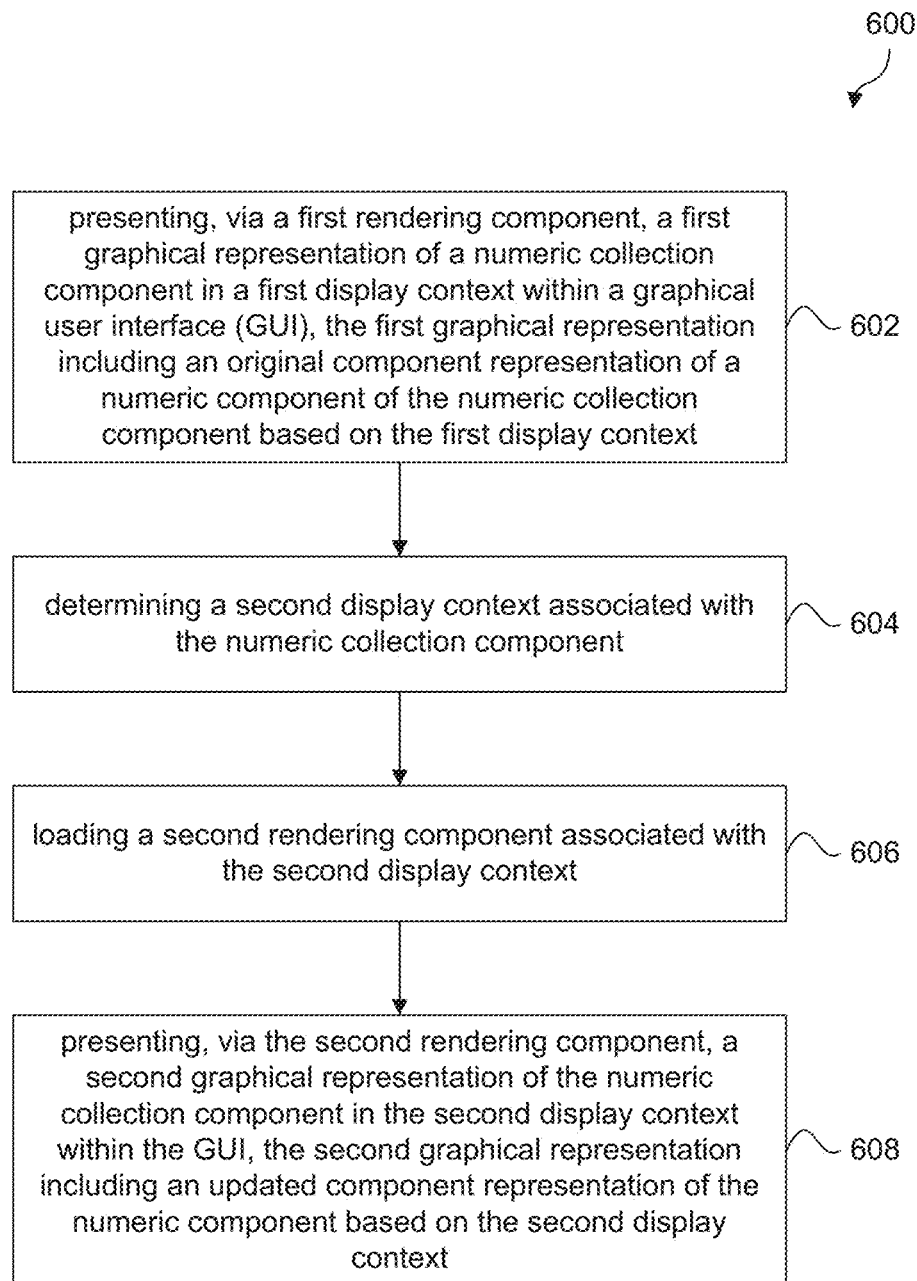 600
presenting, via a first rendering component, a first
graphical representation of a numeric collection
component in a first display context within a graphical
user interface (GUI), the first graphical representation
including an original component representation of a
numeric component of the numeric collection
component based on the first display context
602
determining a second display context associated with
the numeric collection component
604
loading a second rendering component associated with
the second display context
606
presenting, via the second rendering component, a
second graphical representation of the numeric
collection component in the second display context
within the GUI, the second graphical representation
including an updated component representation of the
numeric component based on the second display
context
608